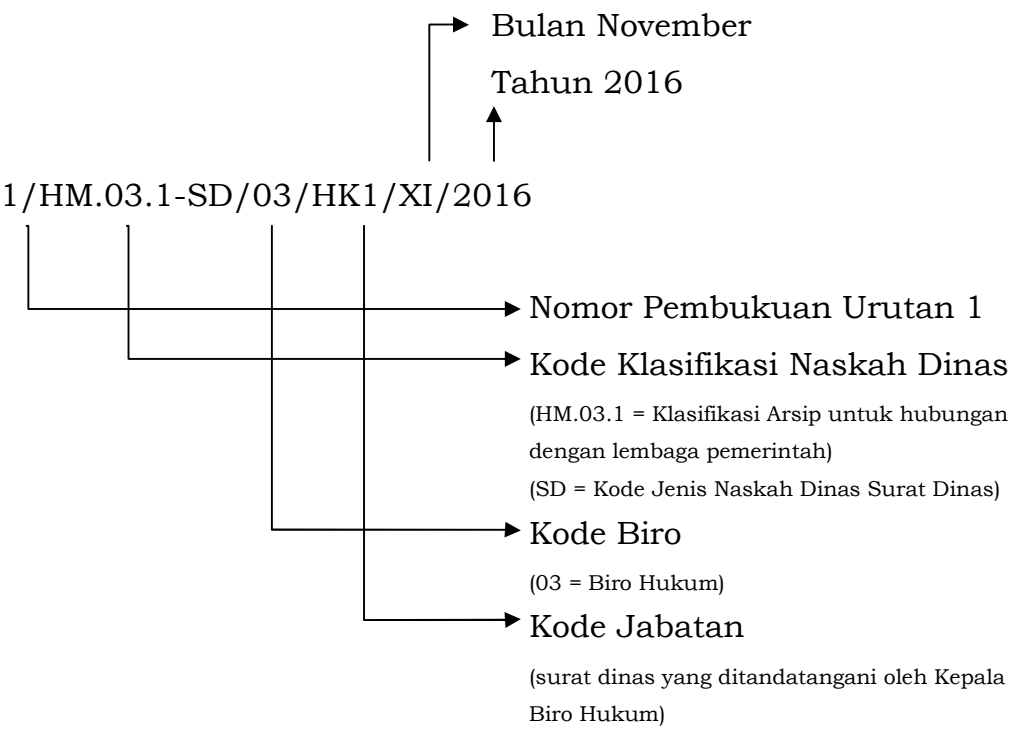 Bulan November
Tahun 2016
1/HM.03.1-SD/03/HK1/XI/2016
Nomor Pembukuan Urutan 1
Kode Klasifikasi Naskah Dinas
(HM.03.1 = Klasifikasi Arsip untuk hubungan
dengan lembaga pemerintah)
(SD = Kode Jenis Naskah Dinas Surat Dinas)
Kode Biro
(03 = Biro Hukum)
Kode Jabatan
(surat dinas yang ditandatangani oleh Kepala
Biro Hukum)